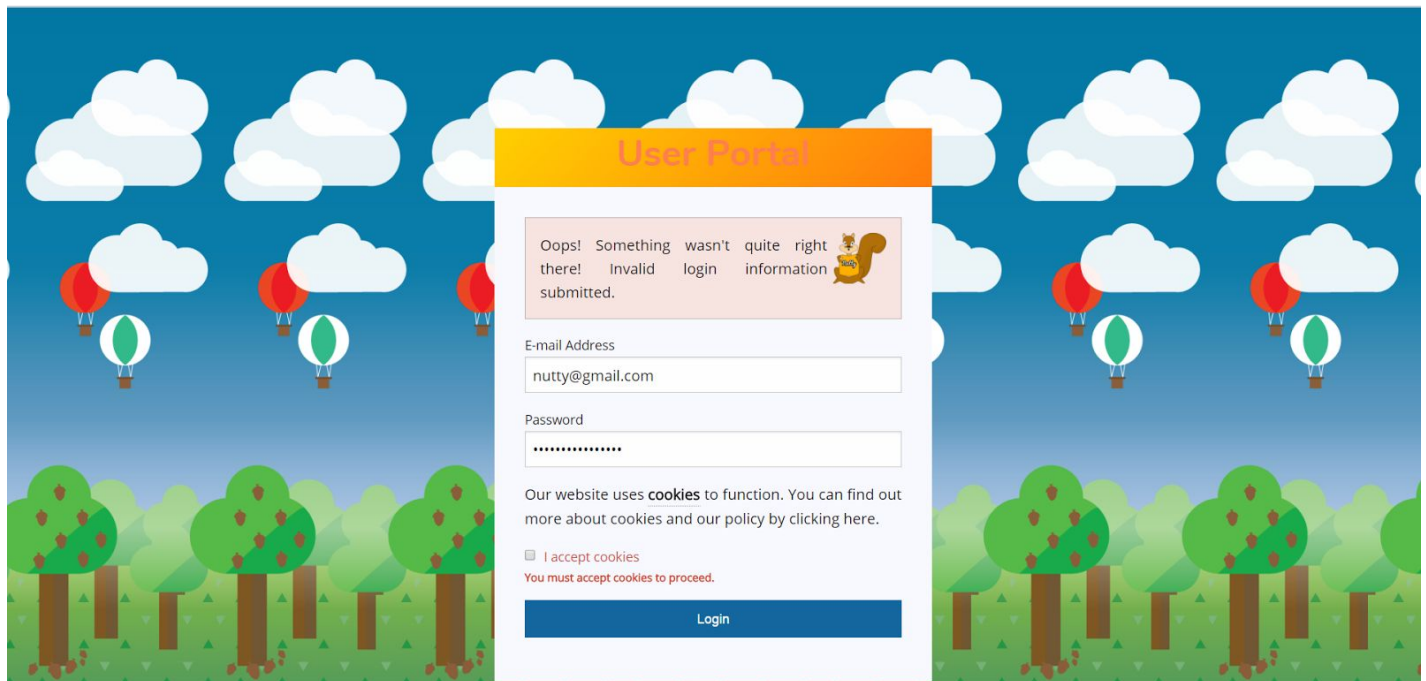 User Portal
Oops! Something wasn't quite right
there! Invalid login information
submitted.
Nutty
E-mail Address
nutty@gmail.com
Password
••••••••••••••••
Our website uses cookies to function. You can find out
more about cookies and our policy by clicking here.
I accept cookies
You must accept cookies to proceed.
Login